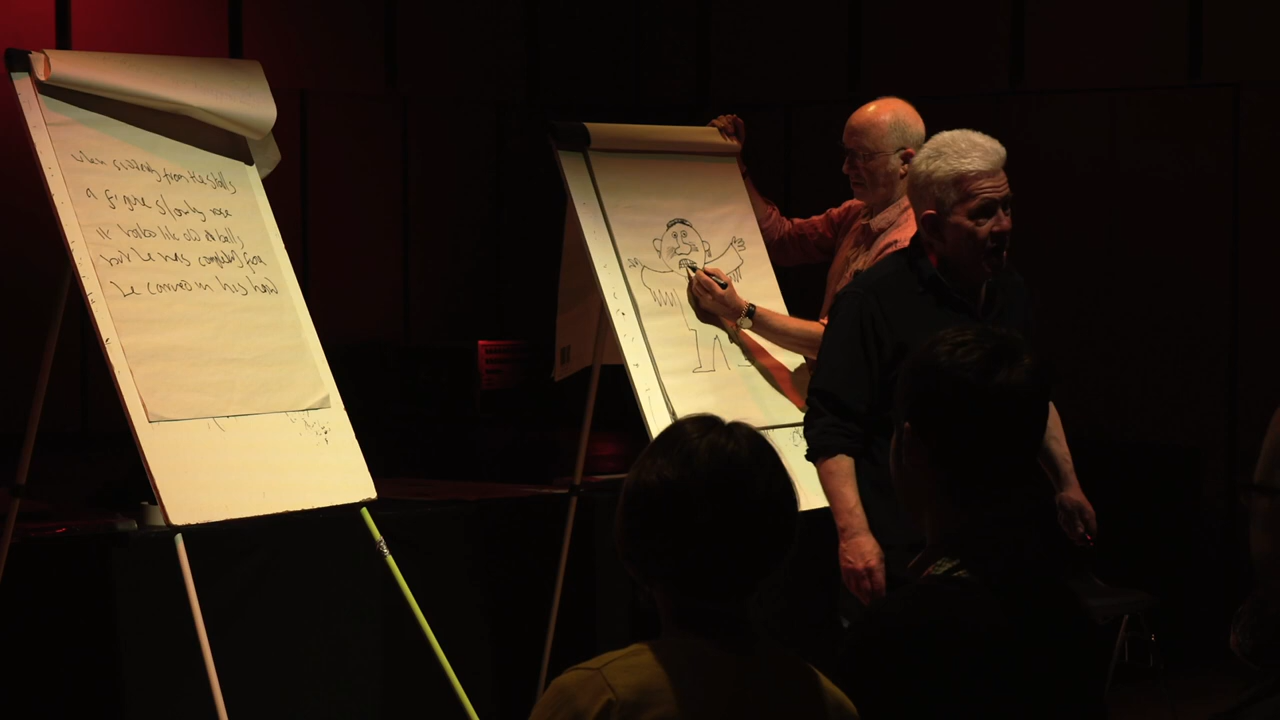 when suddenly from the stalls
a figure slowly rose
it looked like old
but he was completely
he carried in his hand